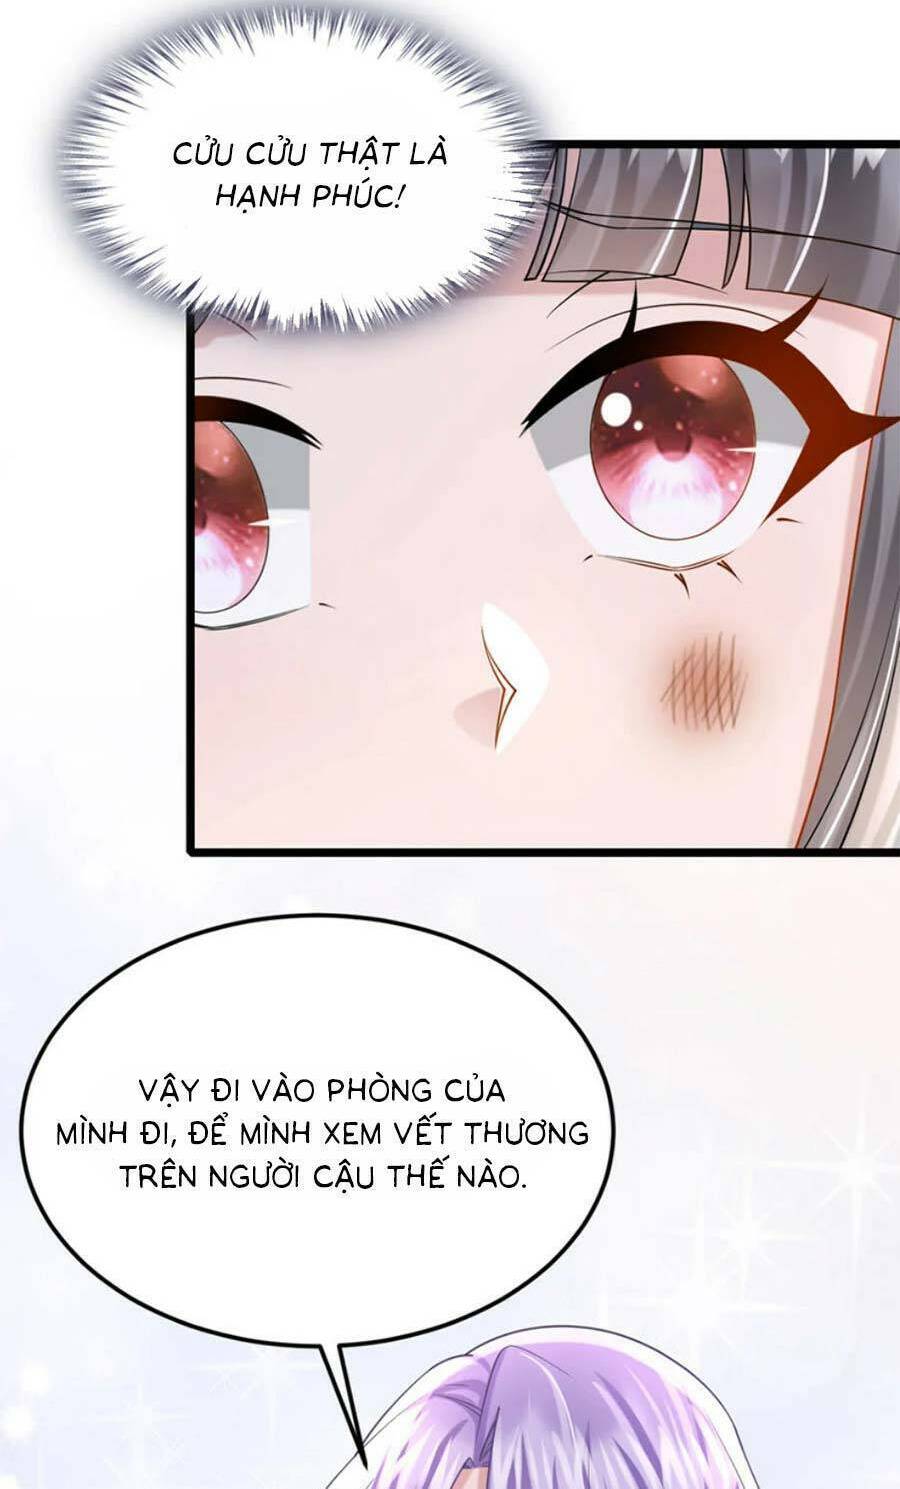 CỬU CỬU THẬT LÀ
HẠNH PHÚC!
VẬY ĐI VÀO PHÒNG CỦA
MÌNH ĐI, ĐỂ MÌNH XEM VẾT THƯƠNG
TRÊN NGƯỜI CẬU THẾ NÀO.